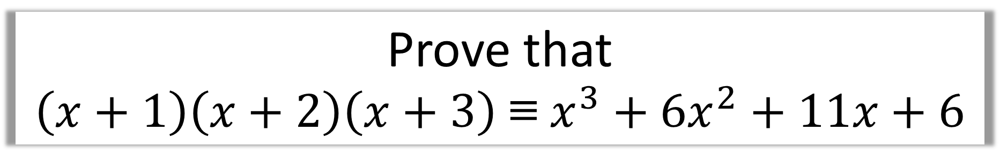 Prove that
(x + 1)(x + 2)(x + 3) ≡ x³ + 6x² + 11x + 6